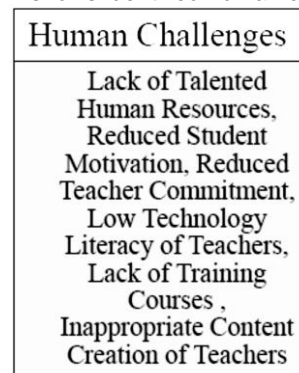 Human Challenges
Lack of Talented
Human Resources,
Reduced Student
Motivation, Reduced
Teacher Commitment,
Low Technology
Literacy of Teachers,
Lack of Training
Courses ,
Inappropriate Content
Creation of Teachers